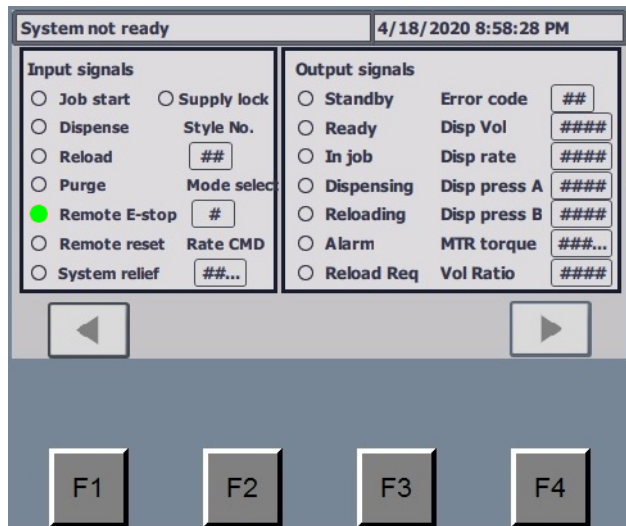 System not ready 4/18/2020 8:58:28 PM
Input signals
Job start Supply lock
Dispense Style No.
Reload ##
Purge Mode select
Remote E-stop #
Remote reset Rate CMD
System relief ##...
Output signals
Standby Error code ##
Ready Disp Vol ####
In job Disp rate ####
Dispensing Disp press A ####
Reloading Disp press B ####
Alarm MTR torque ###...
Reload Req Vol Ratio ####
F1 F2 F3 F4